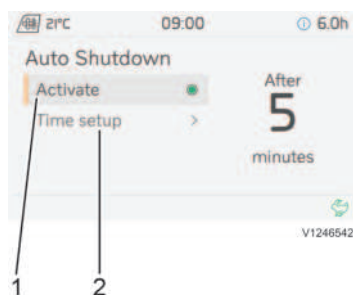 21°C 09:00 6.0h
Auto Shutdown
Activate
Time setup
After
5
minutes
V1246542
1 2